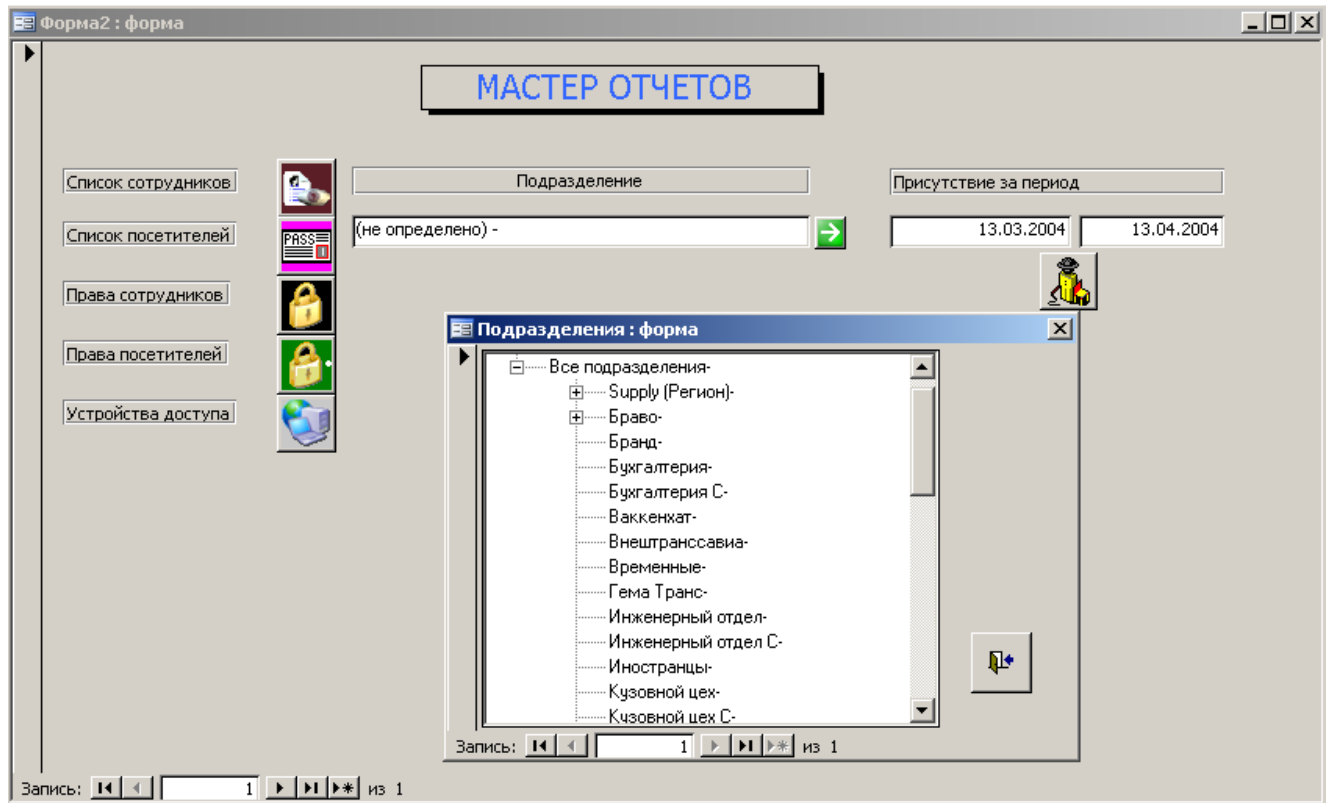 Форма2 : форма
МАСТЕР ОТЧЕТОВ
Список сотрудников
Подразделение
Присутствие за период
Список посетителей
PASS
(не определено) -
13.03.2004
13.04.2004
Права сотрудников
Права посетителей
Устройства доступа
Подразделения : форма
Все подразделения-
Supply (Регион)-
Браво-
Бранд-
Бухгалтерия-
Бухгалтерия С-
Ваккенхат-
Внештранссавиа-
Временные-
Гема Транс-
Инженерный отдел-
Инженерный отдел С-
Иностранцы-
Кузовной цех-
Кузовной цех С-
Запись: 1 из 1
Запись: 1 из 1